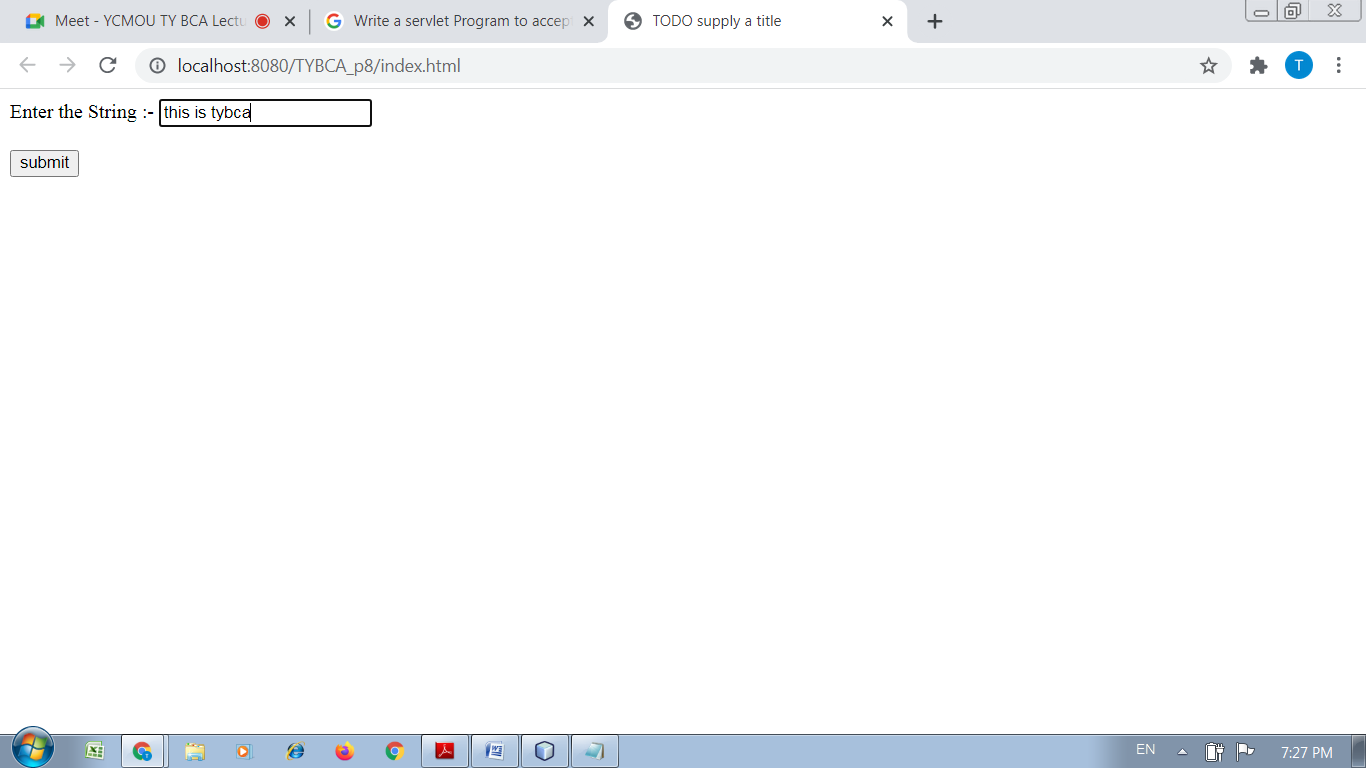 Meet - YCMOU TY BCA Lectu
Write a servlet Program to accep
TODO supply a title
localhost:8080/TYBCA_p8/index.html
T
Enter the String :- this is tybca
submit
EN
7:27 PM